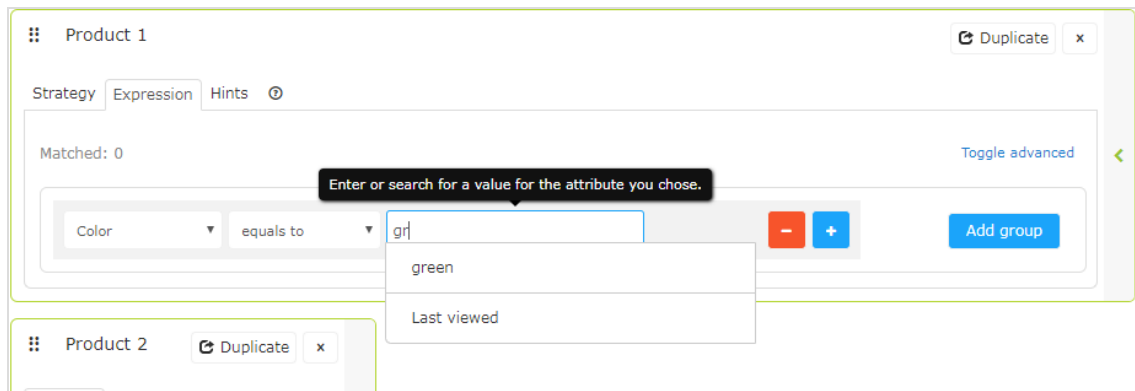 Product 1
Duplicate x
Strategy Expression Hints ?
Matched: 0
Toggle advanced
Enter or search for a value for the attribute you chose.
Color equals to gr - + Add group
green
Last viewed
Product 2 Duplicate x